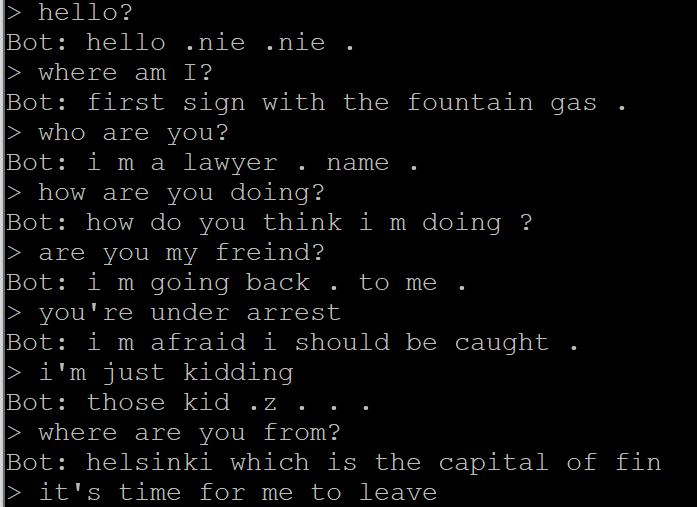 > hello?
Bot: hello .nie .nie .
> where am I?
Bot: first sign with the fountain gas .
> who are you?
Bot: i m a lawyer . name .
> how are you doing?
Bot: how do you think i m doing ?
> are you my freind?
Bot: i m going back . to me .
> you're under arrest
Bot: i m afraid i should be caught .
> i'm just kidding
Bot: those kid .z . . .
> where are you from?
Bot: helsinki which is the capital of fin
> it's time for me to leave